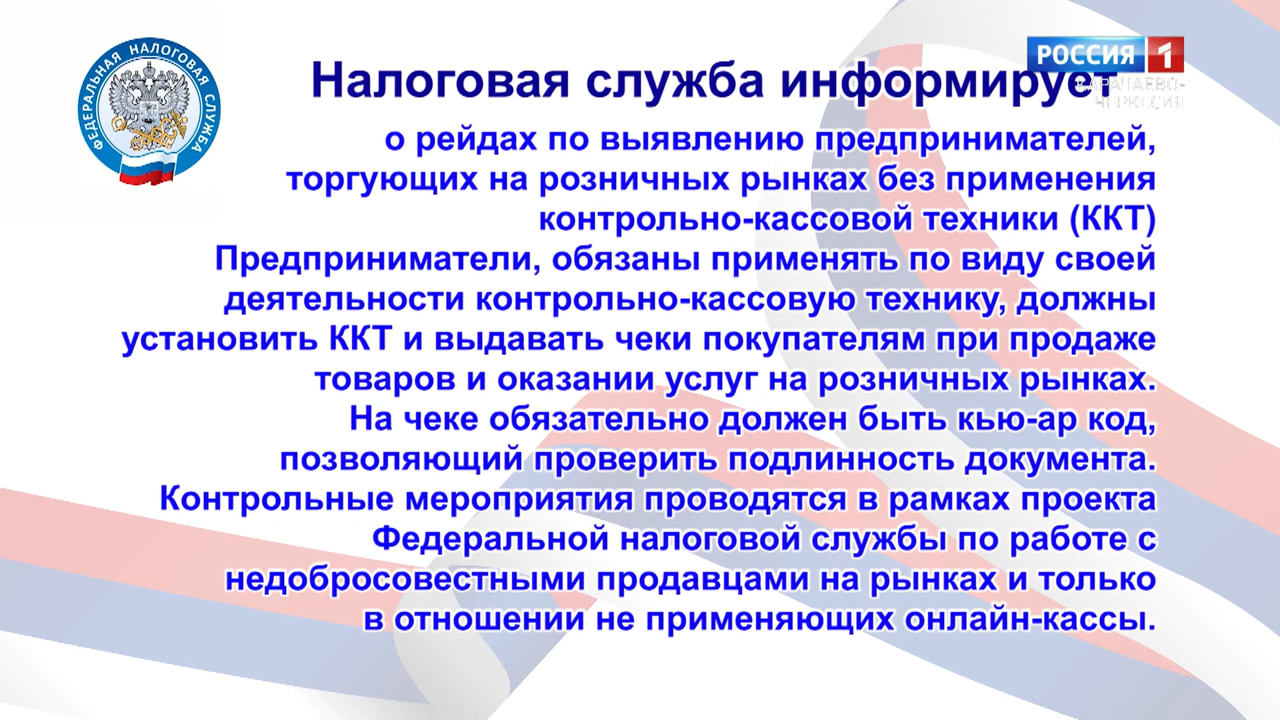 ФЕДЕРАЛЬНАЯ НАЛОГОВАЯ СЛУЖБА
РОССИЯ 1
КАРАЧАЕВО-
ЧЕРКЕССИЯ
Налоговая служба информирует
о рейдах по выявлению предпринимателей,
торгующих на розничных рынках без применения
контрольно-кассовой техники (ККТ)
Предприниматели, обязаны применять по виду своей
деятельности контрольно-кассовую технику, должны
установить ККТ и выдавать чеки покупателям при продаже
товаров и оказании услуг на розничных рынках.
На чеке обязательно должен быть кью-ар код,
позволяющий проверить подлинность документа.
Контрольные мероприятия проводятся в рамках проекта
Федеральной налоговой службы по работе с
недобросовестными продавцами на рынках и только
в отношении не применяющих онлайн-кассы.